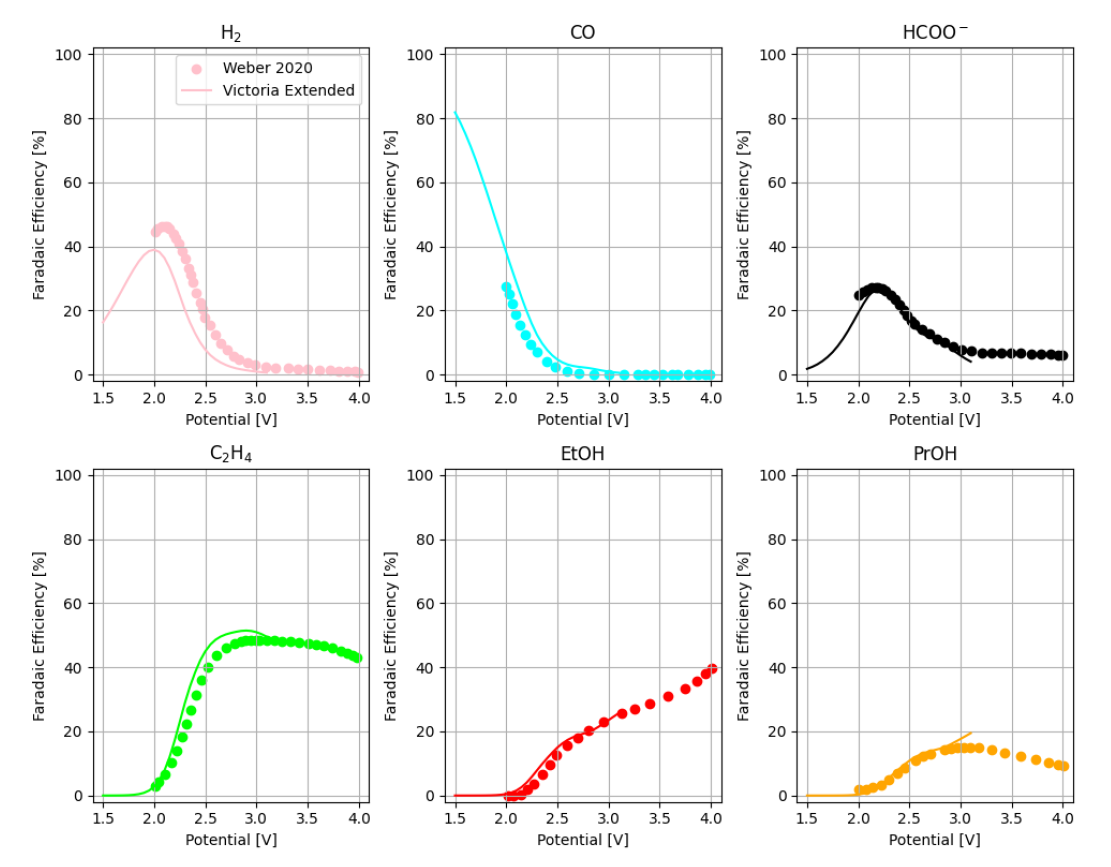 H₂
Faradaic Efficiency [%]
100
80
60
40
20
0
Weber 2020
Victoria Extended
1.5 2.0 2.5 3.0 3.5 4.0
Potential [V]
CO
Faradaic Efficiency [%]
100
80
60
40
20
0
1.5 2.0 2.5 3.0 3.5 4.0
Potential [V]
HCOO⁻
Faradaic Efficiency [%]
100
80
60
40
20
0
1.5 2.0 2.5 3.0 3.5 4.0
Potential [V]
C₂H₄
Faradaic Efficiency [%]
100
80
60
40
20
0
1.5 2.0 2.5 3.0 3.5 4.0
Potential [V]
EtOH
Faradaic Efficiency [%]
100
80
60
40
20
0
1.5 2.0 2.5 3.0 3.5 4.0
Potential [V]
PrOH
Faradaic Efficiency [%]
100
80
60
40
20
0
1.5 2.0 2.5 3.0 3.5 4.0
Potential [V]